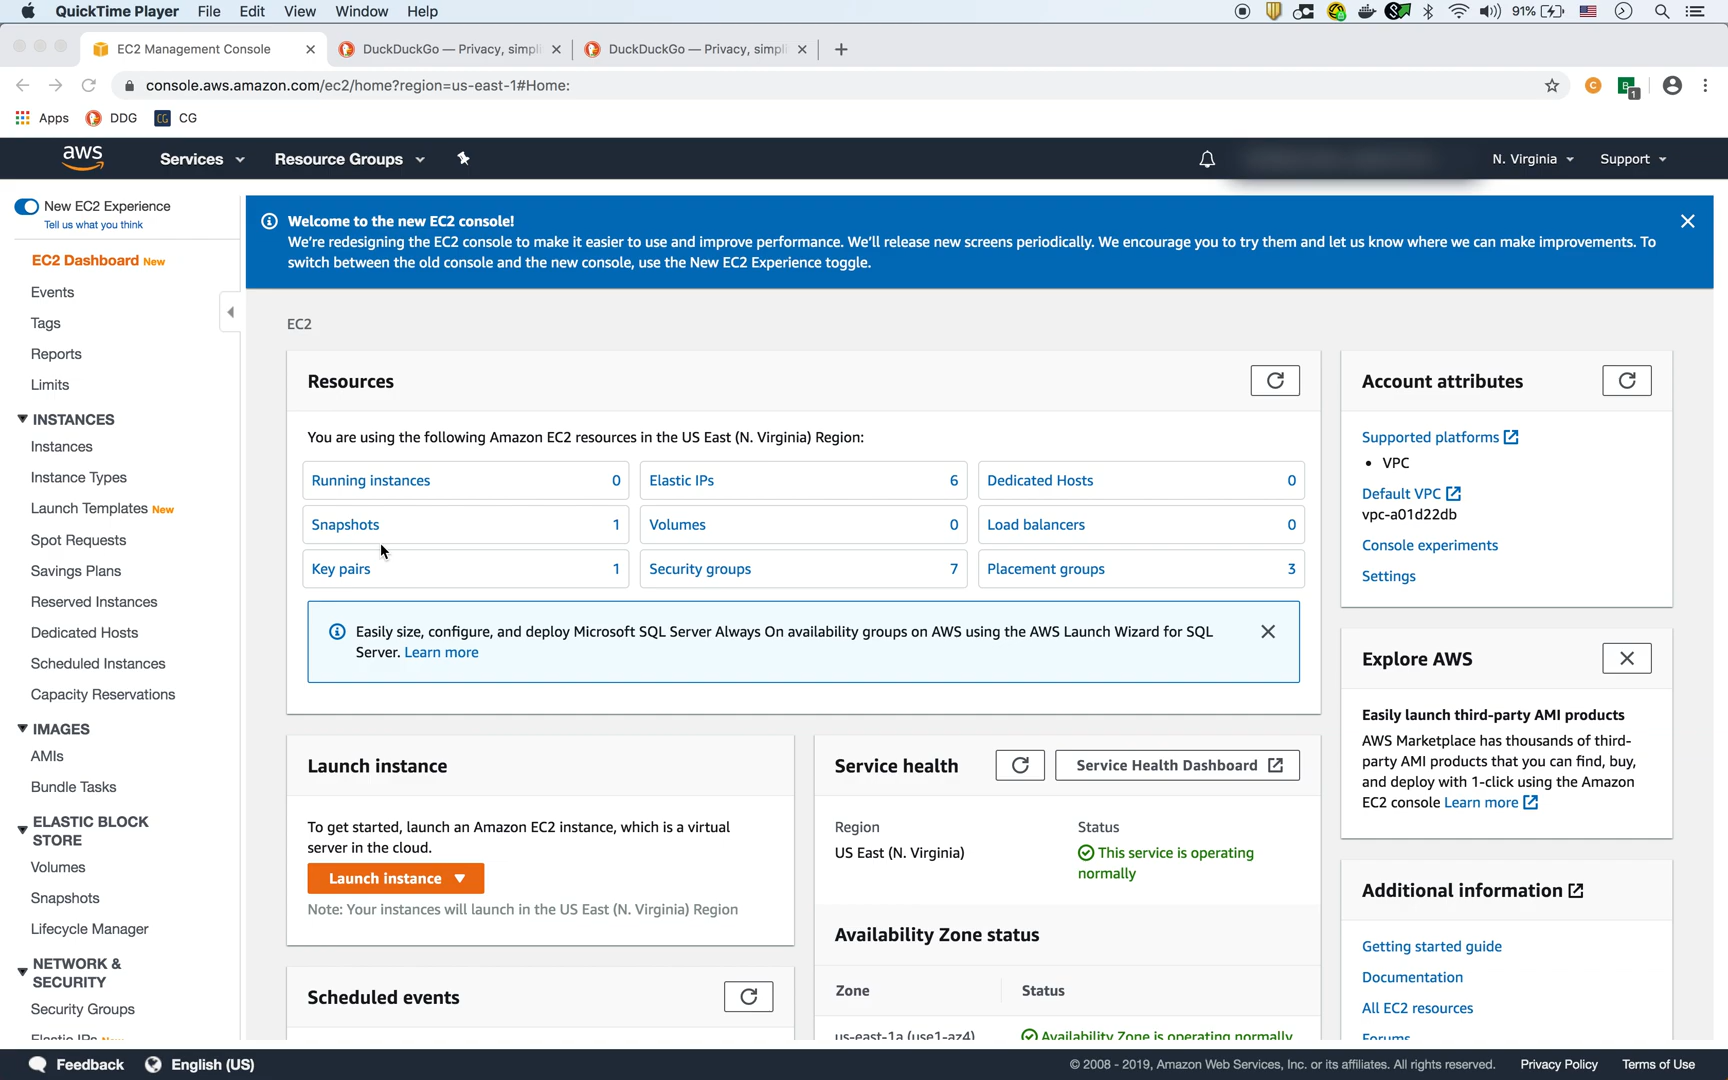 QuickTime Player File Edit View Window Help
91%
EC2 Management Console
DuckDuckGo — Privacy, simpli
DuckDuckGo — Privacy, simpli
console.aws.amazon.com/ec2/home?region=us-east-1#Home:
Apps DDG CG
aws Services Resource Groups N. Virginia Support
New EC2 Experience
Tell us what you think
EC2 Dashboard New
Events
Tags
Reports
Limits
INSTANCES
Instances
Instance Types
Launch Templates New
Spot Requests
Savings Plans
Reserved Instances
Dedicated Hosts
Scheduled Instances
Capacity Reservations
IMAGES
AMIs
Bundle Tasks
ELASTIC BLOCK
STORE
Volumes
Snapshots
Lifecycle Manager
NETWORK &
SECURITY
Security Groups
Elastic IPs New
Welcome to the new EC2 console!
We're redesigning the EC2 console to make it easier to use and improve performance. We'll release new screens periodically. We encourage you to try them and let us know where we can make improvements. To
switch between the old console and the new console, use the New EC2 Experience toggle.
EC2
Resources
You are using the following Amazon EC2 resources in the US East (N. Virginia) Region:
Running instances 0
Elastic IPs 6
Dedicated Hosts 0
Snapshots 1
Volumes 0
Load balancers 0
Key pairs 1
Security groups 7
Placement groups 3
Easily size, configure, and deploy Microsoft SQL Server Always On availability groups on AWS using the AWS Launch Wizard for SQL
Server. Learn more
Launch instance
To get started, launch an Amazon EC2 instance, which is a virtual
server in the cloud.
Launch instance
Note: Your instances will launch in the US East (N. Virginia) Region
Scheduled events
Service health
Service Health Dashboard
Region
US East (N. Virginia)
Status
This service is operating
normally
Availability Zone status
Zone Status
us-east-1a (use1-az4) Availability Zone is operating normally
Account attributes
Supported platforms
• VPC
Default VPC
vpc-a01d22db
Console experiments
Settings
Explore AWS
Easily launch third-party AMI products
AWS Marketplace has thousands of third-
party AMI products that you can find, buy,
and deploy with 1-click using the Amazon
EC2 console Learn more
Additional information
Getting started guide
Documentation
All EC2 resources
Forums
Feedback English (US)
© 2008 - 2019, Amazon Web Services, Inc. or its affiliates. All rights reserved. Privacy Policy Terms of Use